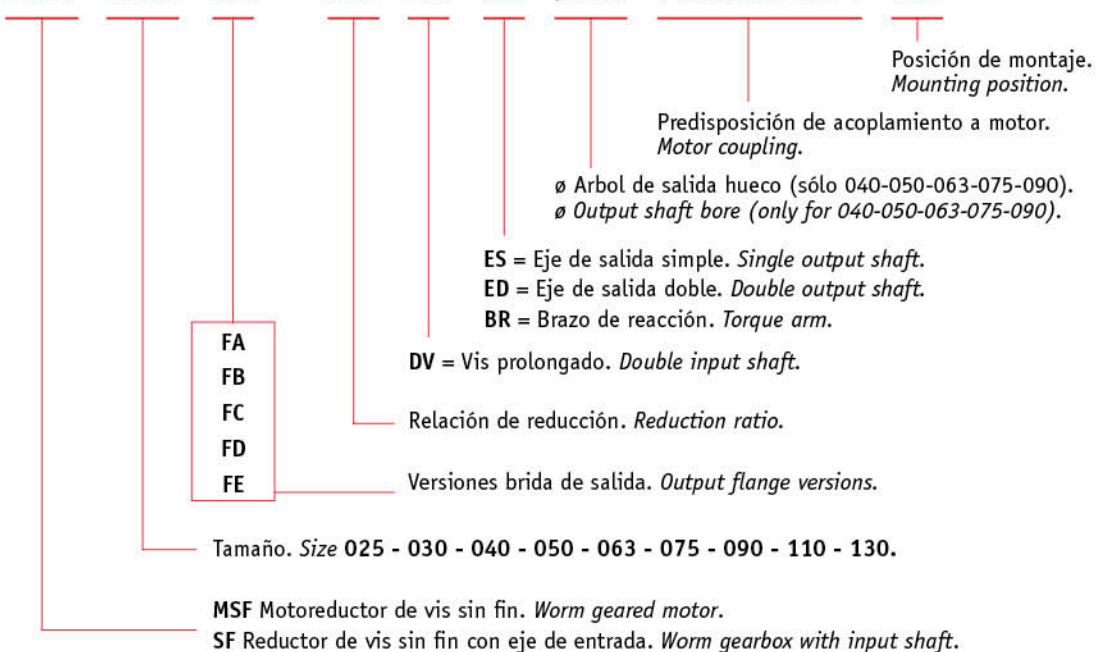 Posición de montaje.
Mounting position.
Predisposición de acoplamiento a motor.
Motor coupling.
ø Arbol de salida hueco (sólo 040-050-063-075-090).
ø Output shaft bore (only for 040-050-063-075-090).
ES = Eje de salida simple. Single output shaft.
ED = Eje de salida doble. Double output shaft.
BR = Brazo de reacción. Torque arm.
FA
DV = Vis prolongado. Double input shaft.
FB
FC
Relación de reducción. Reduction ratio.
FD
FE
Versiones brida de salida. Output flange versions.
Tamaño. Size 025 - 030 - 040 - 050 - 063 - 075 - 090 - 110 - 130.
MSF Motoreductor de vis sin fin. Worm geared motor.
SF Reductor de vis sin fin con eje de entrada. Worm gearbox with input shaft.